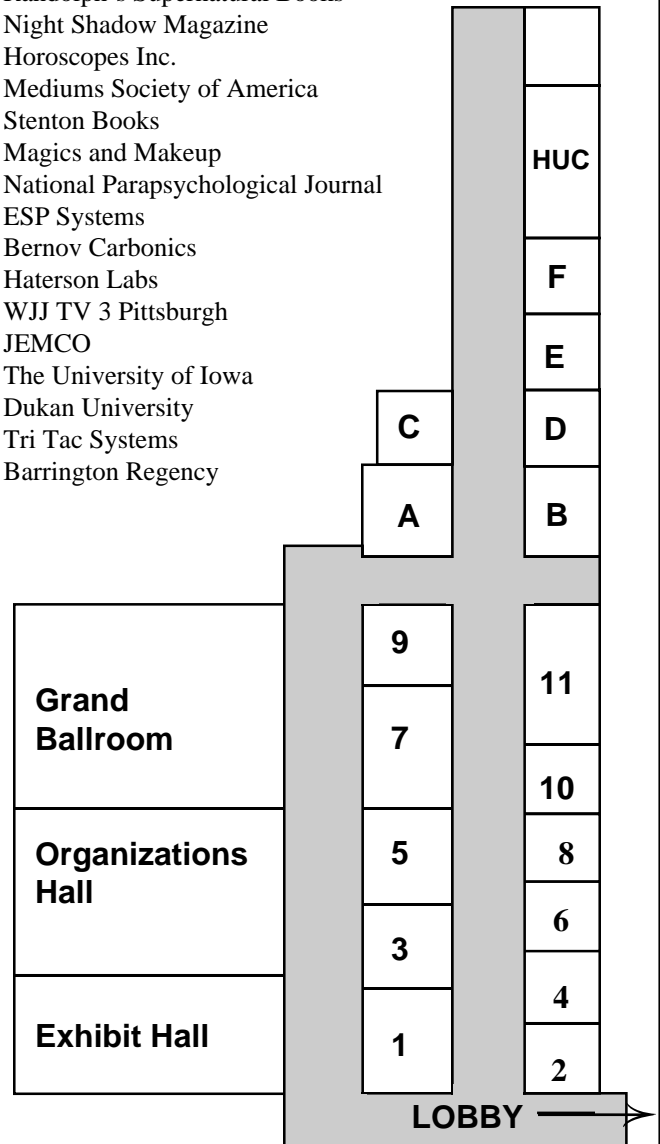 Night Shadow Magazine
Horoscopes Inc.
Mediums Society of America
Stenton Books
Magics and Makeup
National Parapsychological Journal
ESP Systems
Bernov Carbonics
Haterson Labs
WJJ TV 3 Pittsburgh
JEMCO
The University of Iowa
Dukan University
Tri Tac Systems
Barrington Regency
HUC
F
E
C
D
A
B
9
11
Grand
Ballroom
7
10
Organizations
Hall
5
8
6
3
4
Exhibit Hall
1
2
LOBBY